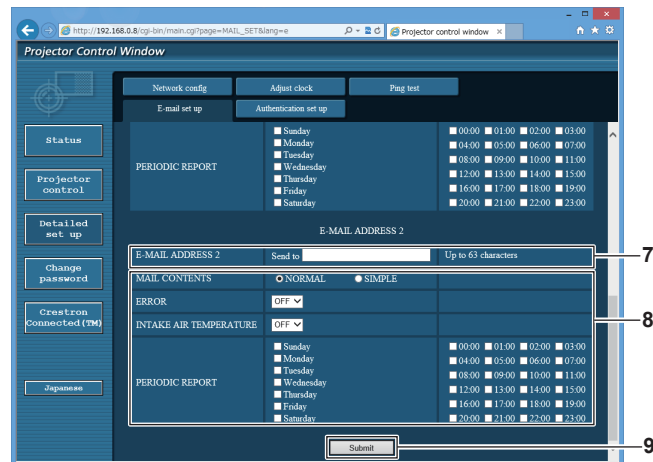 http://192.168.0.8/cgi-bin/main.cgi?page=MAIL_SET&lang=e
Projector control window
Projector Control Window
Network config Adjust clock Ping test
E-mail set up Authentication set up
Status
Projector control
Detailed set up
Change password
Crestron Connected(TM)
Japanese
PERIODIC REPORT
Sunday
Monday
Tuesday
Wednesday
Thursday
Friday
Saturday
00:00 01:00 02:00 03:00
04:00 05:00 06:00 07:00
08:00 09:00 10:00 11:00
12:00 13:00 14:00 15:00
16:00 17:00 18:00 19:00
20:00 21:00 22:00 23:00
E-MAIL ADDRESS 2
E-MAIL ADDRESS 2 Send to Up to 63 characters
7
MAIL CONTENTS NORMAL SIMPLE
ERROR OFF
8
INTAKE AIR TEMPERATURE OFF
PERIODIC REPORT
Sunday
Monday
Tuesday
Wednesday
Thursday
Friday
Saturday
00:00 01:00 02:00 03:00
04:00 05:00 06:00 07:00
08:00 09:00 10:00 11:00
12:00 13:00 14:00 15:00
16:00 17:00 18:00 19:00
20:00 21:00 22:00 23:00
Submit
9